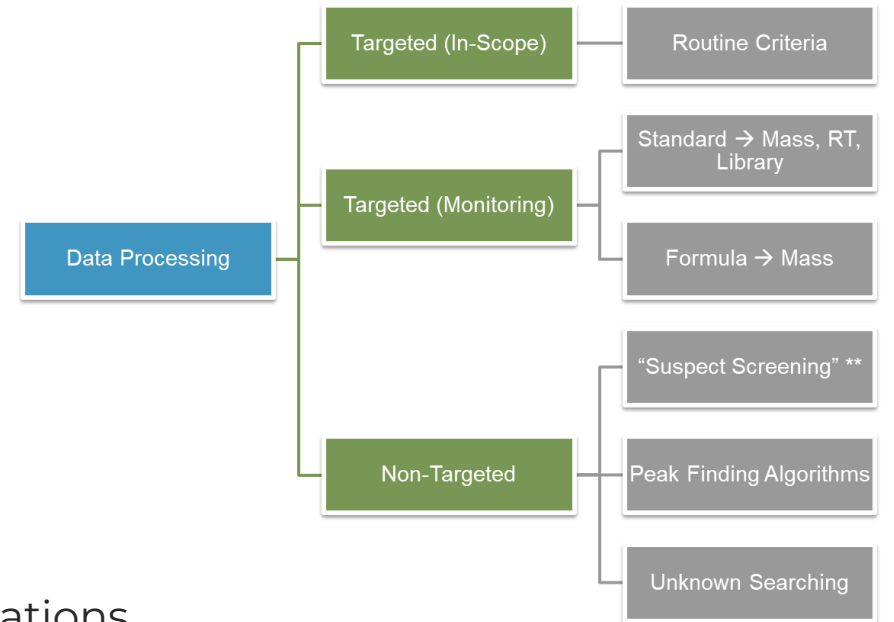 Data Processing
Targeted (In-Scope)
Routine Criteria
Targeted (Monitoring)
Standard → Mass, RT,
Library
Formula → Mass
Non-Targeted
“Suspect Screening” **
Peak Finding Algorithms
Unknown Searching
ations